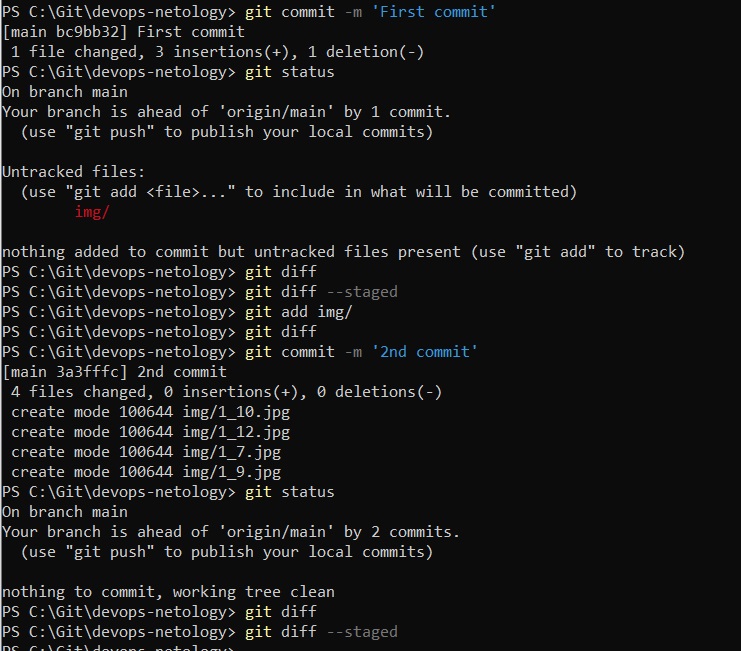 PS C:\Git\devops-netology> git commit -m 'First commit'
[main bc9bb32] First commit
 1 file changed, 3 insertions(+), 1 deletion(-)
PS C:\Git\devops-netology> git status
On branch main
Your branch is ahead of 'origin/main' by 1 commit.
  (use "git push" to publish your local commits)

Untracked files:
  (use "git add <file>..." to include in what will be committed)
        img/

nothing added to commit but untracked files present (use "git add" to track)
PS C:\Git\devops-netology> git diff
PS C:\Git\devops-netology> git diff --staged
PS C:\Git\devops-netology> git add img/
PS C:\Git\devops-netology> git diff
PS C:\Git\devops-netology> git commit -m '2nd commit'
[main 3a3fffc] 2nd commit
 4 files changed, 0 insertions(+), 0 deletions(-)
 create mode 100644 img/1_10.jpg
 create mode 100644 img/1_12.jpg
 create mode 100644 img/1_7.jpg
 create mode 100644 img/1_9.jpg
PS C:\Git\devops-netology> git status
On branch main
Your branch is ahead of 'origin/main' by 2 commits.
  (use "git push" to publish your local commits)

nothing to commit, working tree clean
PS C:\Git\devops-netology> git diff
PS C:\Git\devops-netology> git diff --staged
PS C:\Git\devops-netology>